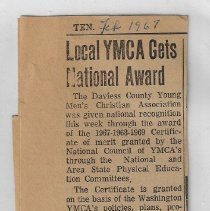 TEN. Feb 1967
Local YMCA Gets
National Award
The Daviess County Young
Men's Christian Association
was given national recognition
this week through the award
of the 1967-1968-1969 Certific-
ate of merit granted by the
National Council of YMCA's
through the National and
Area State Physical Educa-
tion Committees.
The Certificate is granted
on the basis of the Washington
YMCA's policies, plans, pro-